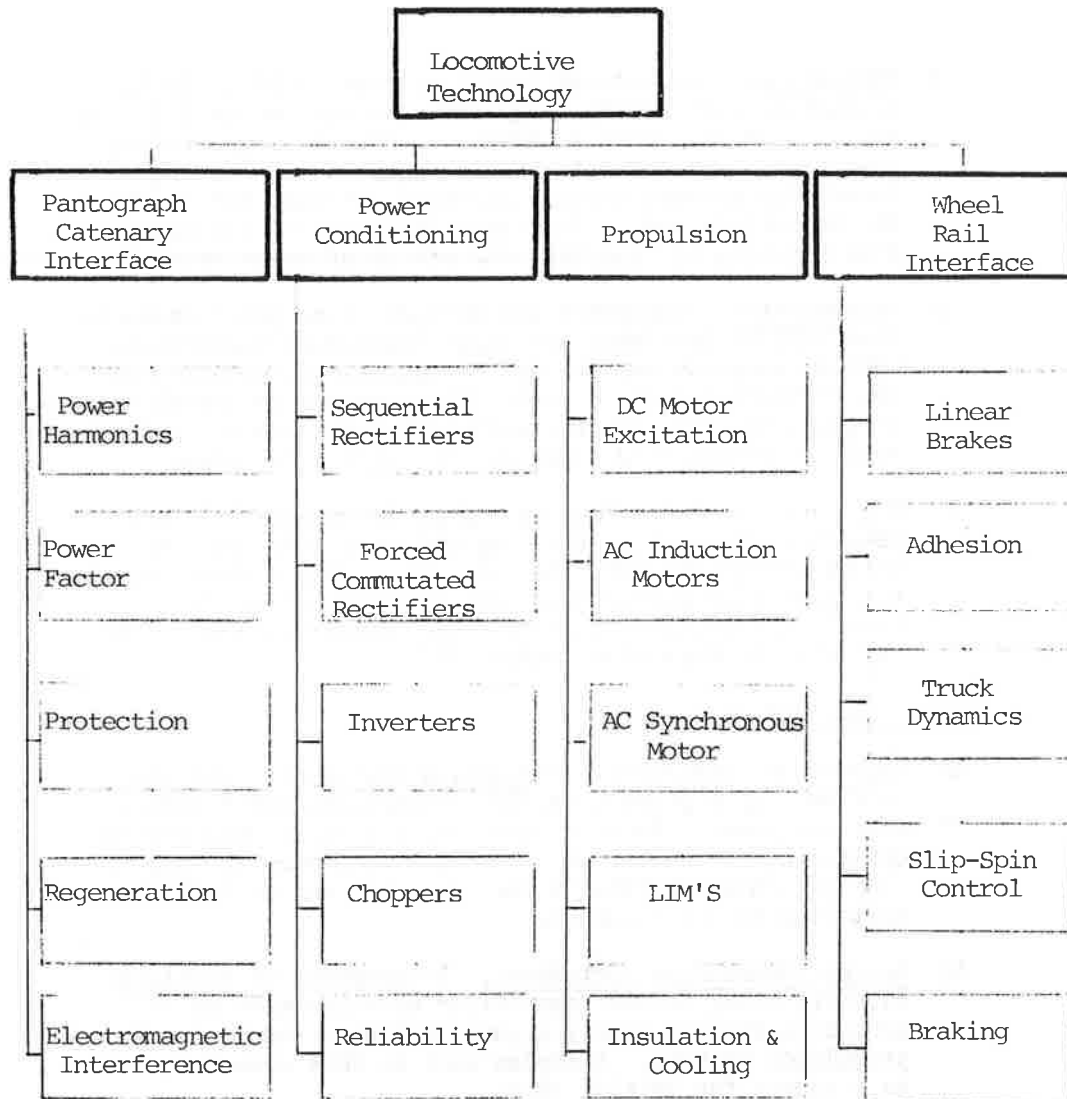 Locomotive
Technology
Pantograph
Catenary
Interface
Power
Conditioning
Propulsion
Wheel
Rail
Interface
Power
Harmonics
Power
Factor
Protection
Regeneration
Electromagnetic
Interference
Sequential
Rectifiers
Forced
Commutated
Rectifiers
Inverters
Choppers
Reliability
DC Motor
Excitation
AC Induction
Motors
AC Synchronous
Motor
LIM'S
Insulation &
Cooling
Linear
Brakes
Adhesion
Truck
Dynamics
Slip-Spin
Control
Braking